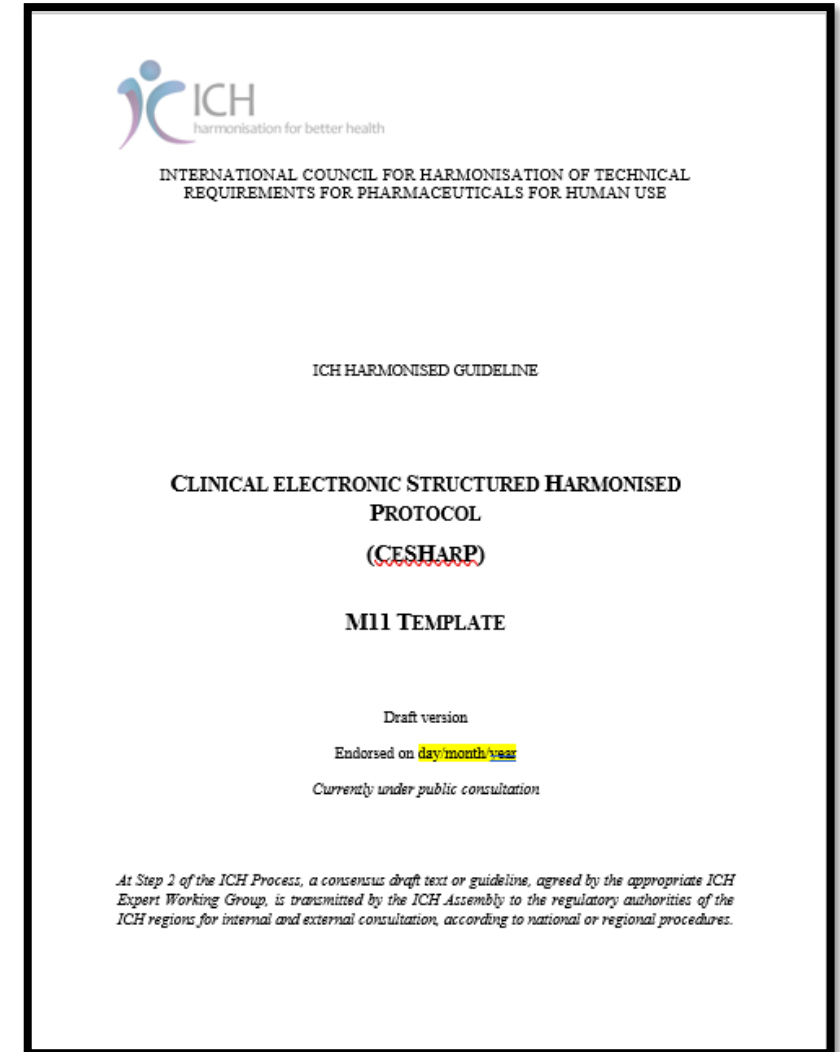 ICH
harmonisation for better health
INTERNATIONAL COUNCIL FOR HARMONISATION OF TECHNICAL
REQUIREMENTS FOR PHARMACEUTICALS FOR HUMAN USE
ICH HARMONISED GUIDELINE
CLINICAL ELECTRONIC STRUCTURED HARMONISED
PROTOCOL
(CESHARP)
M11 TEMPLATE
Draft version
Endorsed on day/month/year
Currently under public consultation
At Step 2 of the ICH Process, a consensus draft text or guideline, agreed by the appropriate ICH
Expert Working Group, is transmitted by the ICH Assembly to the regulatory authorities of the
ICH regions for internal and external consultation, according to national or regional procedures.